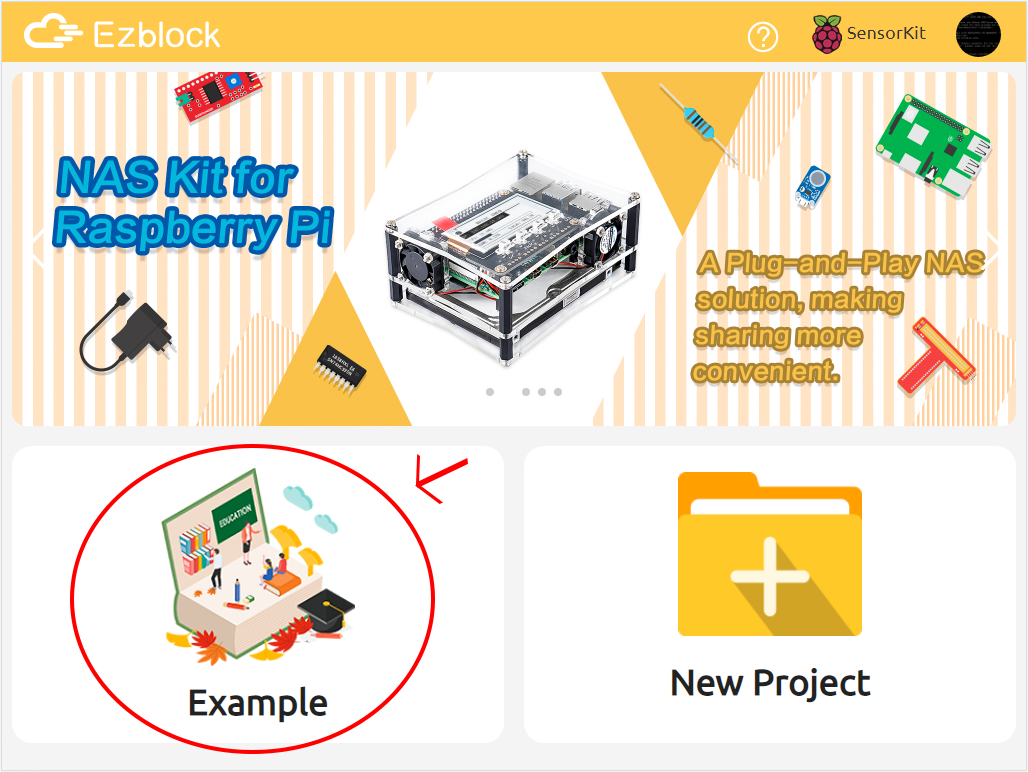 Ezblock
?
SensorKit
NAS Kit for
Raspberry Pi
A Plug-and-Play NAS
solution, making
sharing more
convenient.
EDUCATION
Example
New Project